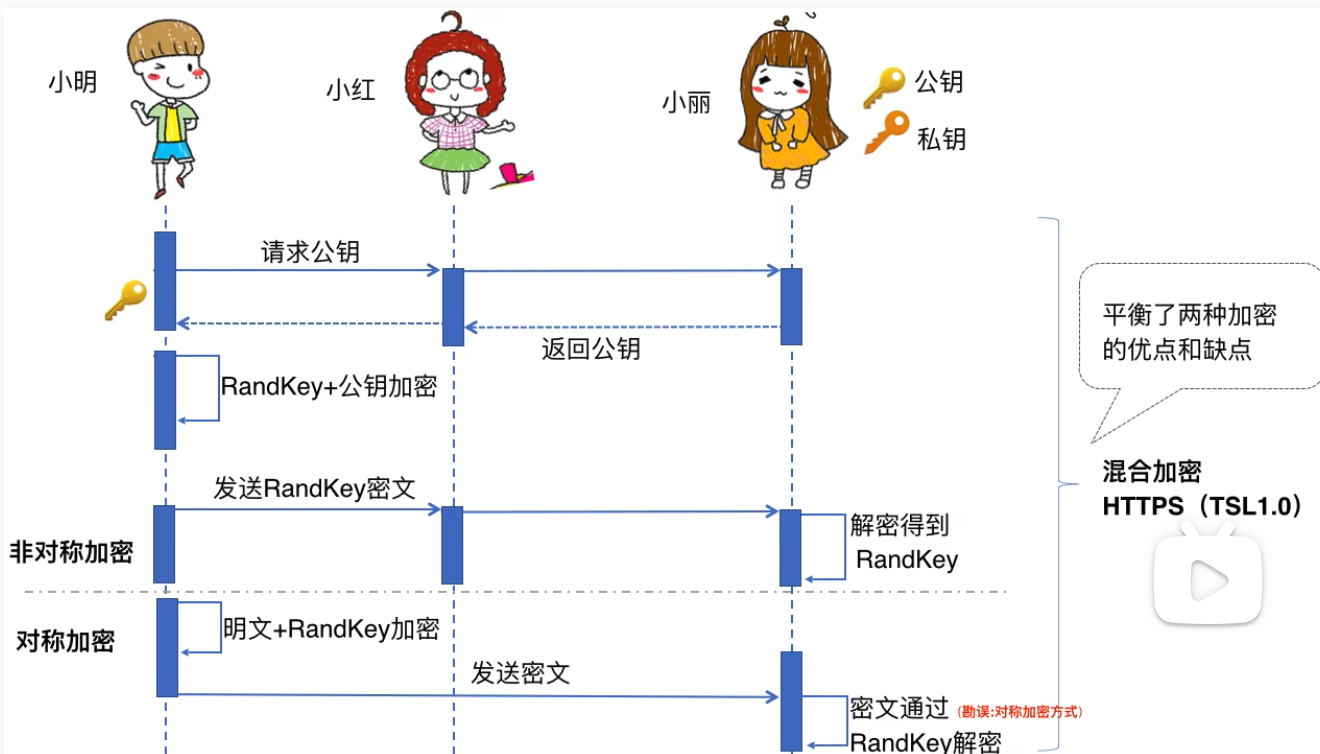 小明
小红
小丽
公钥
私钥
请求公钥
返回公钥
RandKey+公钥加密
发送RandKey密文
解密得到
RandKey
非对称加密
对称加密
明文+RandKey加密
发送密文
密文通过 (勘误:对称加密方式)
RandKey解密
平衡了两种加密
的优点和缺点
混合加密
HTTPS（TSL1.0）